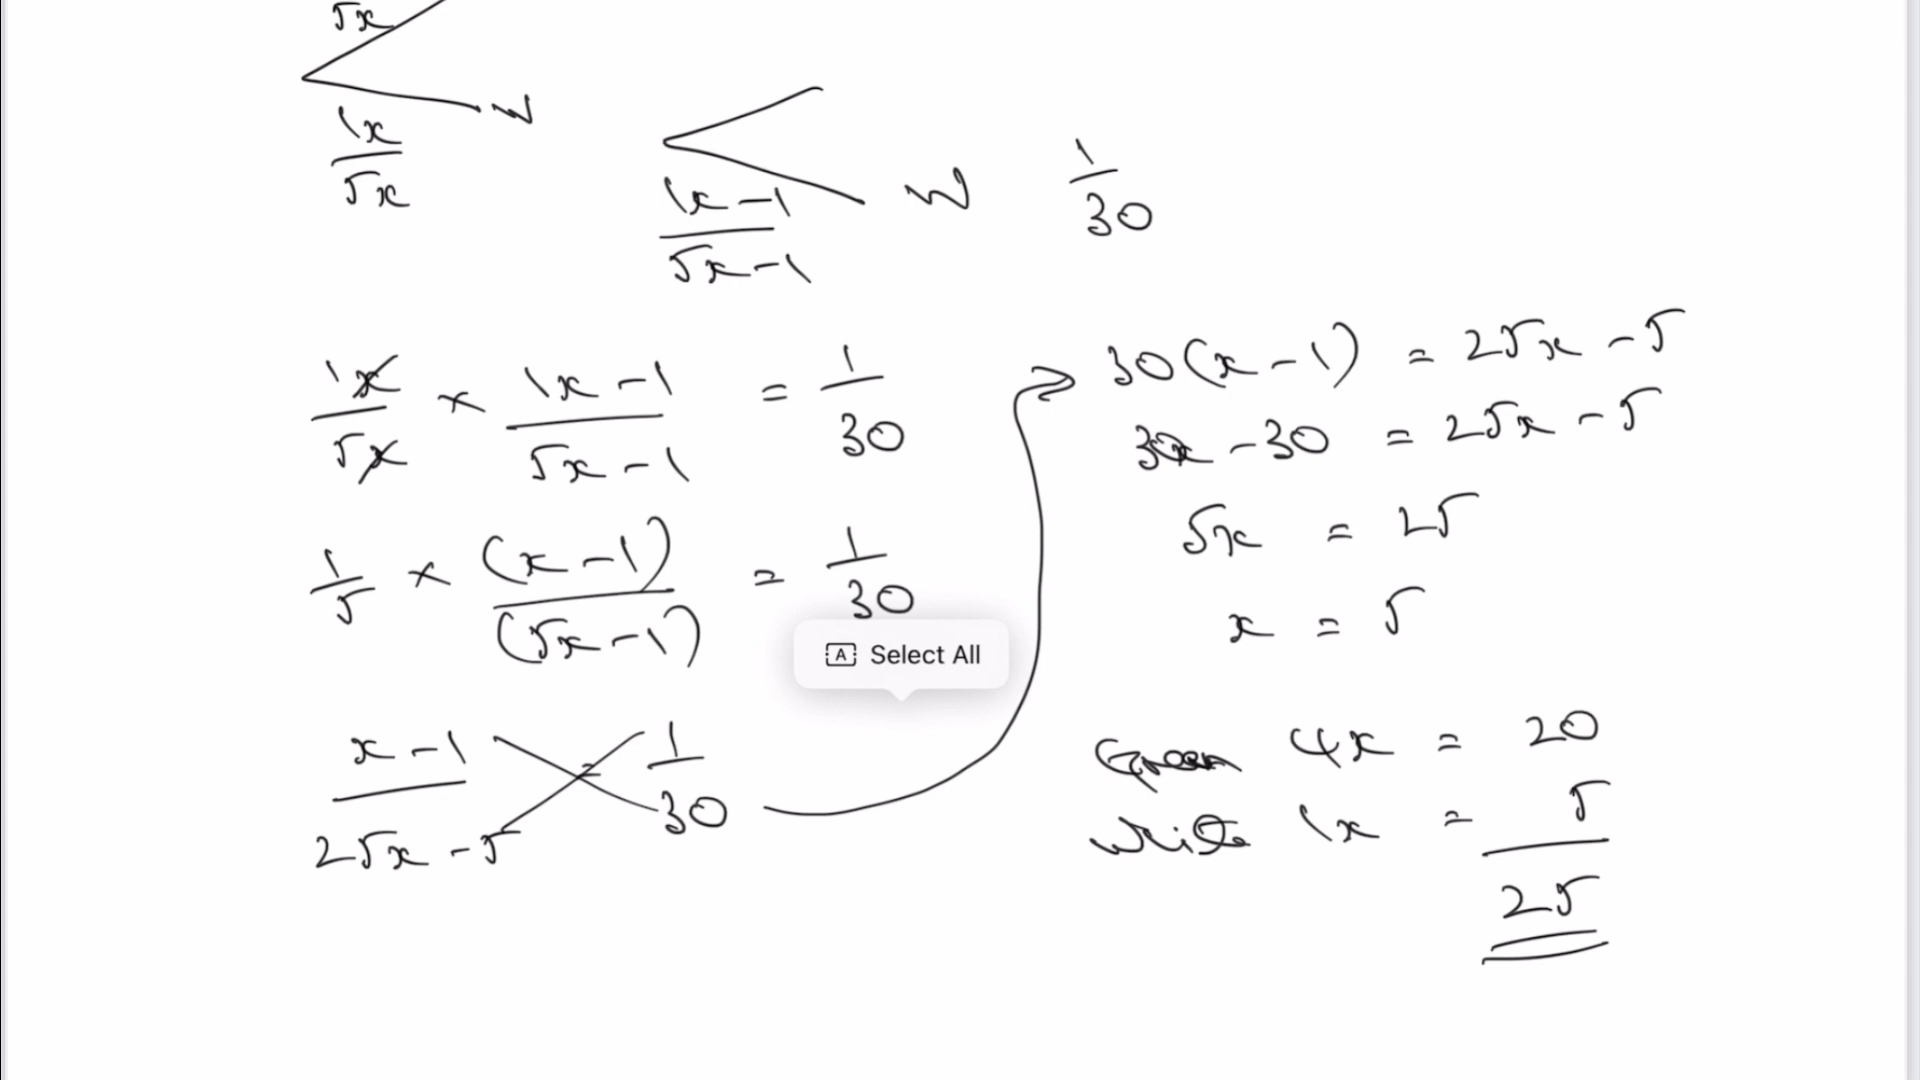 5x
1x
5x
W
1x-1
5x-1
W
1
30
1x/5x × 1x-1/5x-1 = 1/30
1/5 × (x-1)/(5x-1) = 1/30
Select All
x-1/25x-5 = 1/30
30(x-1) = 25x-5
30x-30 = 25x-5
5x = 25
x = 5
Green 4x = 20
White 1x = 5
25